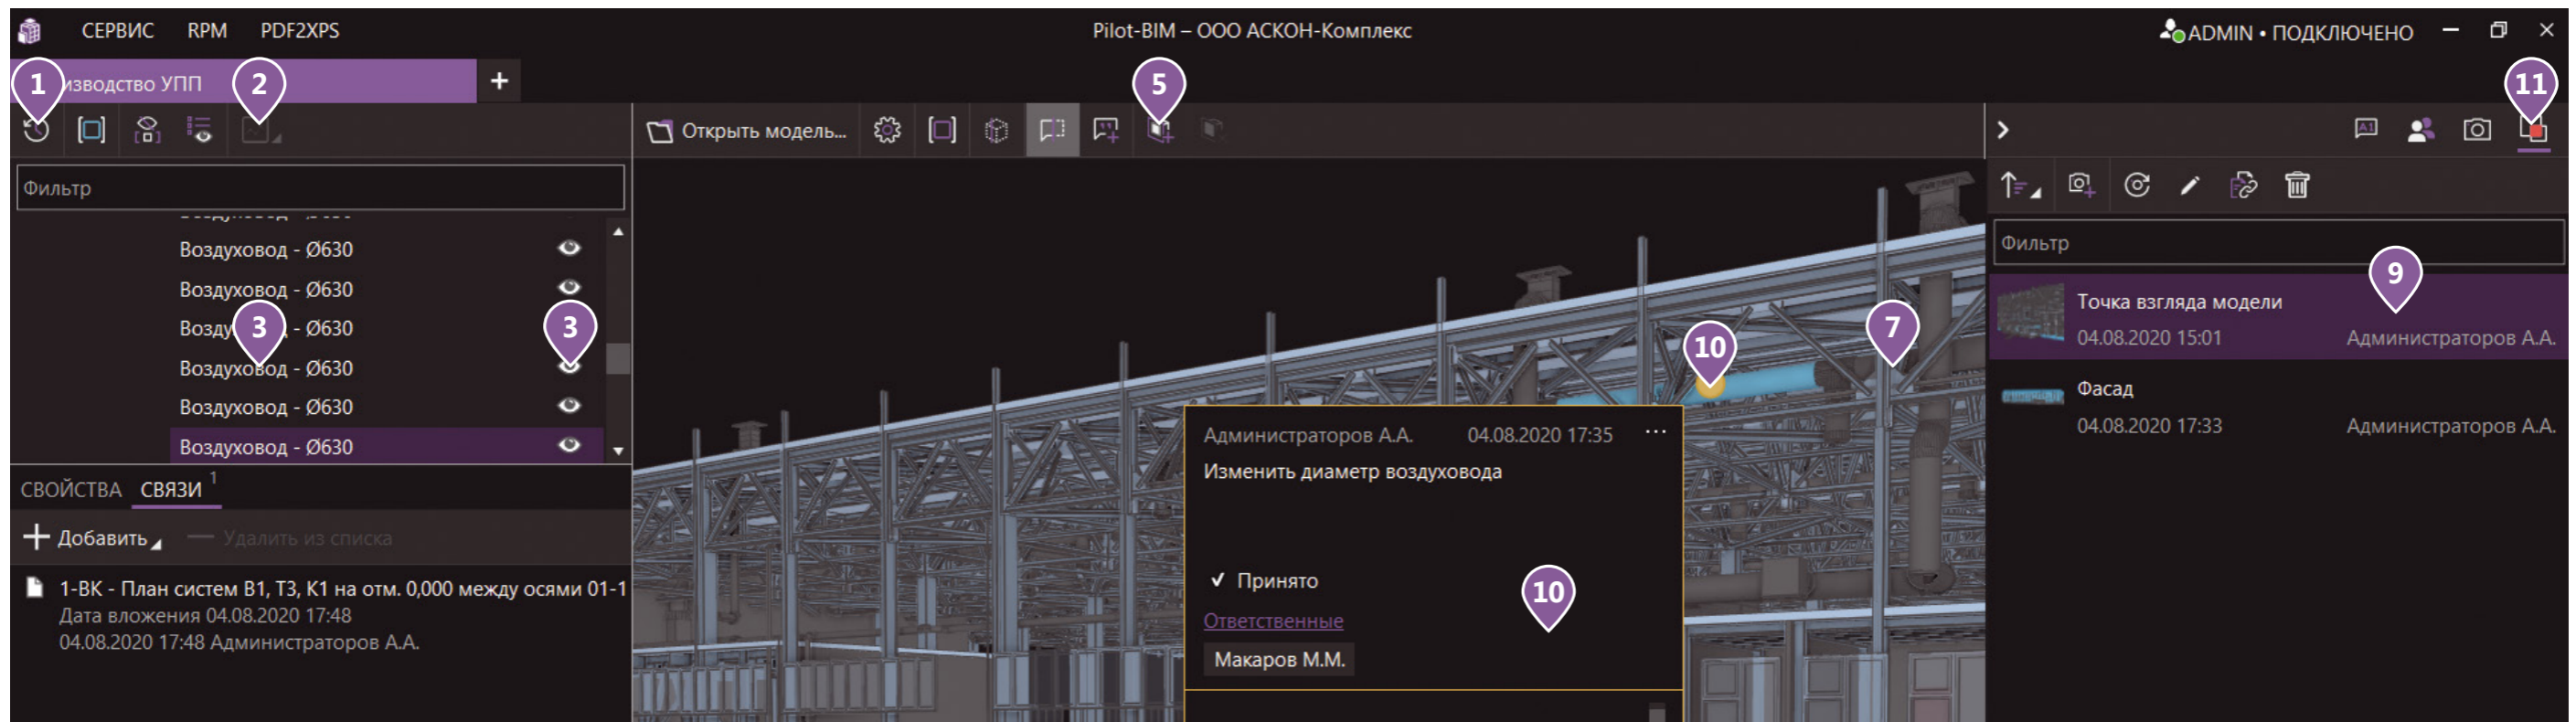 СЕРВИС RPM PDF2XPS
Pilot-BIM – ООО АСКОН-Комплекс
ADMIN • ПОДКЛЮЧЕНО
1
изводство УПП
2
+
5
11
Открыть модель...
Фильтр
Воздуховод - Ø630
Воздуховод - Ø630
Возду д - Ø630
3
3
Воздуховод - Ø630
Воздуховод - Ø630
Воздуховод - Ø630
СВОЙСТВА СВЯЗИ 1
Добавить
Удалить из списка
1-ВК - План систем В1, Т3, К1 на отм. 0,000 между осями 01-1
Дата вложения 04.08.2020 17:48
04.08.2020 17:48 Администраторов А.А.
7
10
Администраторов А.А. 04.08.2020 17:35 ...
Изменить диаметр воздуховода
Принято
10
Ответственные
Макаров М.М.
A1
Фильтр
9
Точка взгляда модели
04.08.2020 15:01 Администраторов А.А.
Фасад
04.08.2020 17:33 Администраторов А.А.